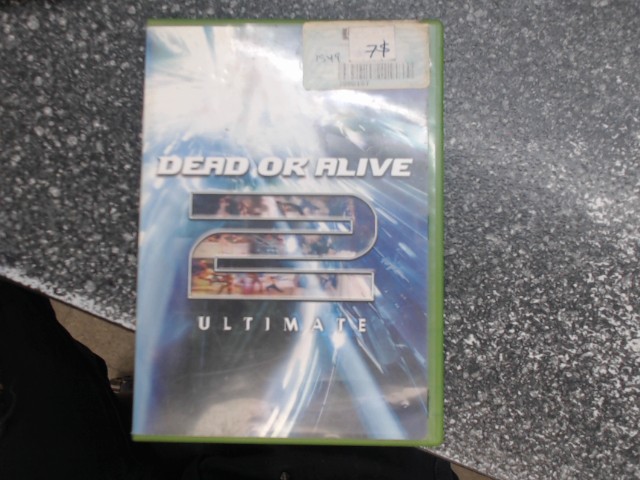 7$
DEAD OR ALIVE
2
ULTIMATE